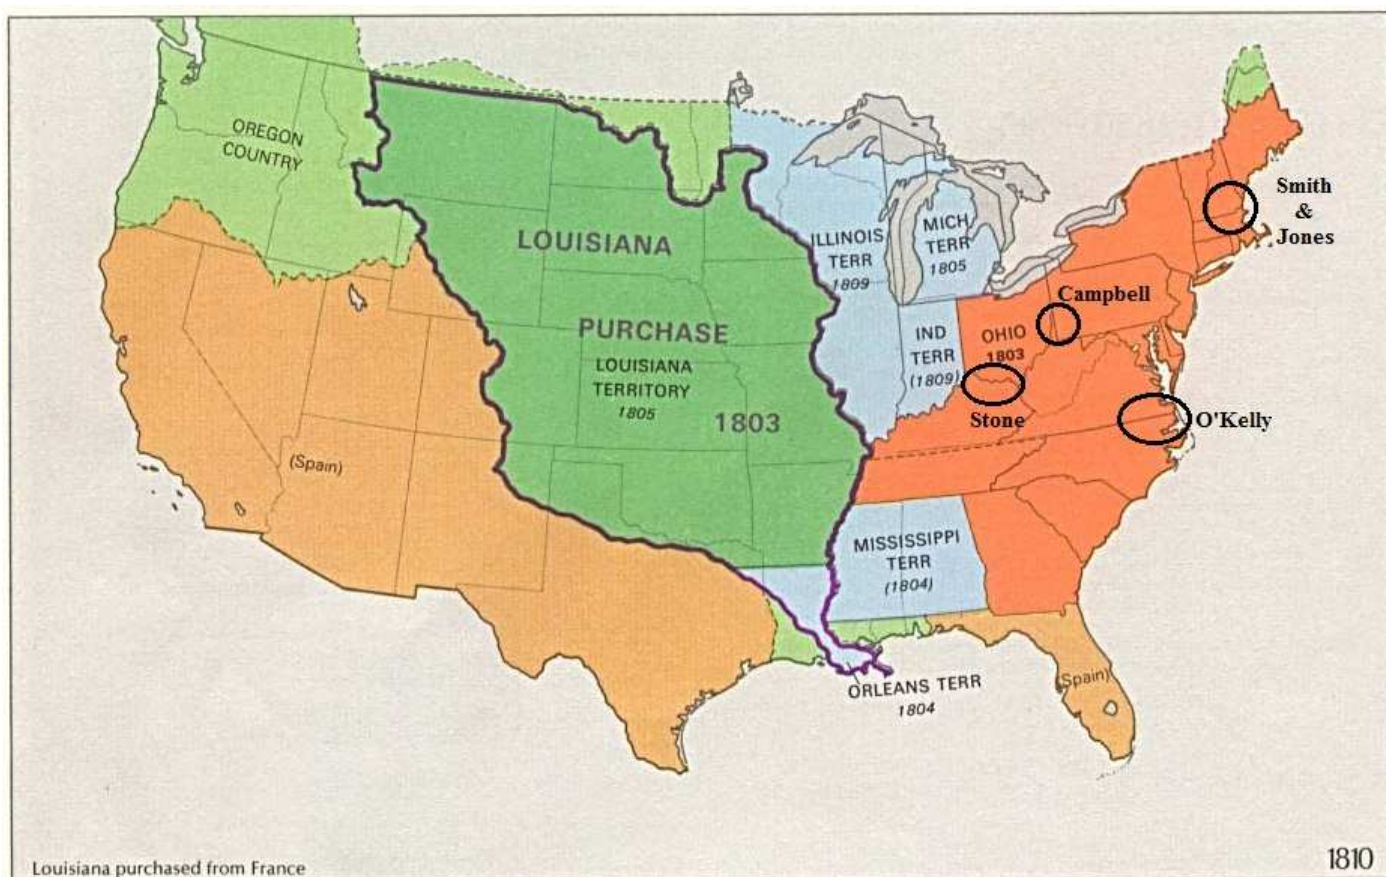 OREGON
COUNTRY
LOUISIANA
PURCHASE
LOUISIANA
TERRITORY
1805
1803
(Spain)
ILLINOIS
TERR
1809
MICH
TERR
1805
IND
TERR
(1809)
OHIO
1803
Smith
&
Jones
Campbell
Stone
O'Kelly
MISSISSIPPI
TERR
(1804)
ORLEANS TERR
1804
(Spain)
Louisiana purchased from France
1810